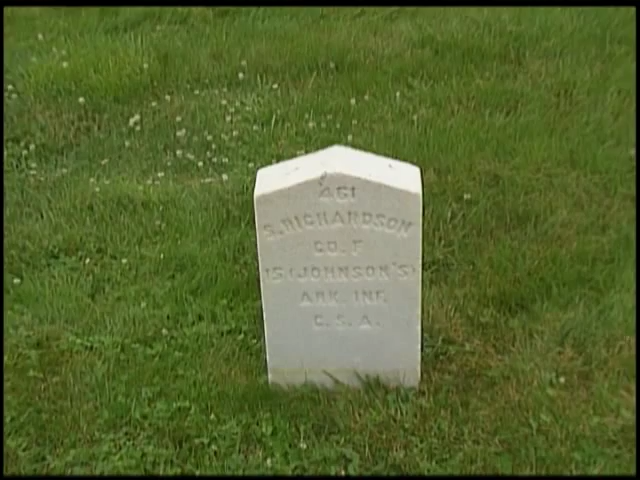 461
S. RICHARDSON
CO. F
15 (JOHNSON'S)
ARK. INF.
C. S. A.